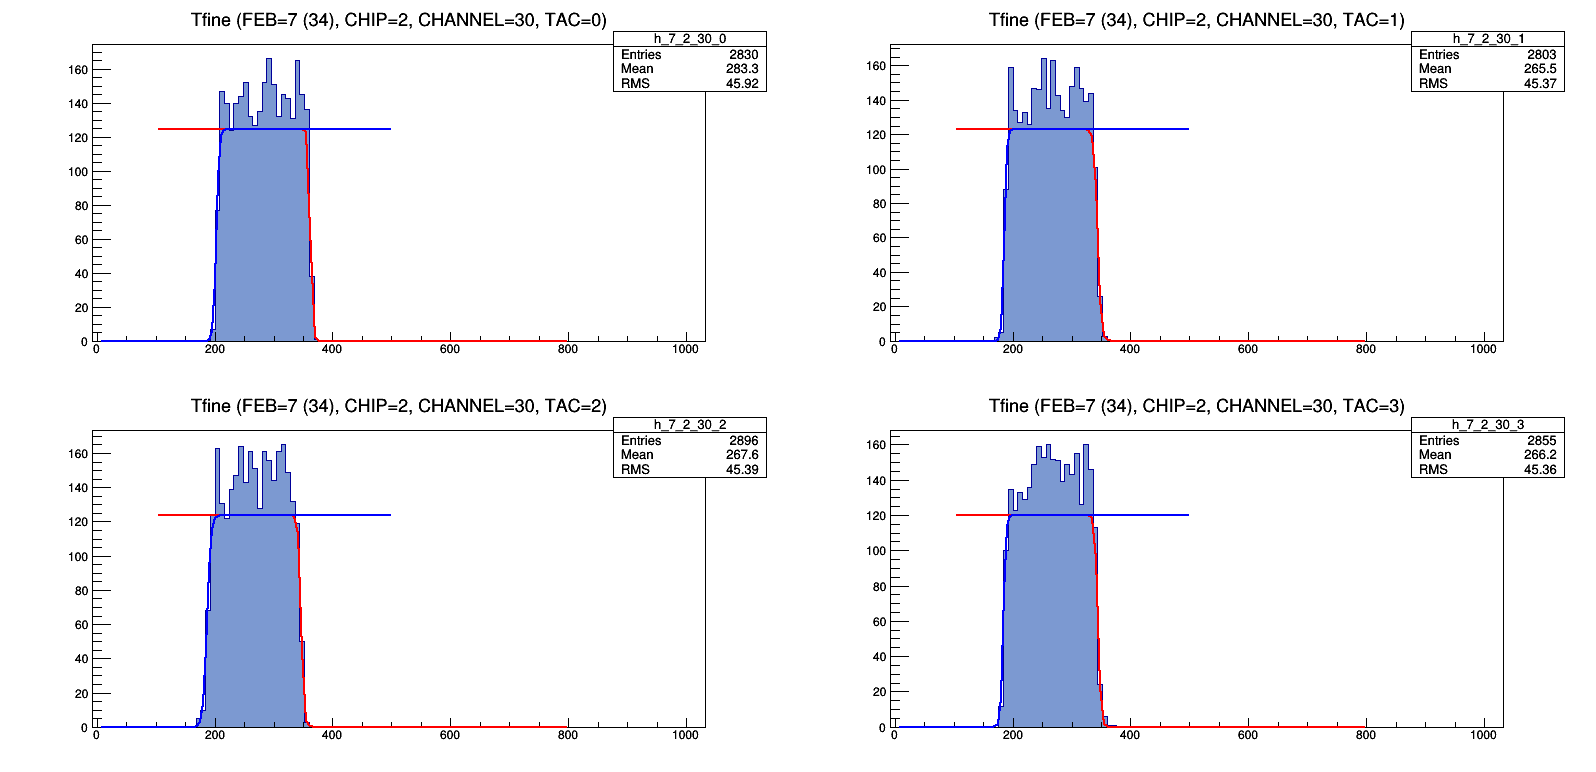 Tfine (FEB=7 (34), CHIP=2, CHANNEL=30, TAC=0)
h_7_2_30_0
Entries 2830
Mean 283.3
RMS 45.92
160
140
120
100
80
60
40
20
0
0 200 400 600 800 1000
Tfine (FEB=7 (34), CHIP=2, CHANNEL=30, TAC=1)
h_7_2_30_1
Entries 2803
Mean 265.5
RMS 45.37
160
140
120
100
80
60
40
20
0
0 200 400 600 800 1000
Tfine (FEB=7 (34), CHIP=2, CHANNEL=30, TAC=2)
h_7_2_30_2
Entries 2896
Mean 267.6
RMS 45.39
160
140
120
100
80
60
40
20
0
0 200 400 600 800 1000
Tfine (FEB=7 (34), CHIP=2, CHANNEL=30, TAC=3)
h_7_2_30_3
Entries 2855
Mean 266.2
RMS 45.36
160
140
120
100
80
60
40
20
0
0 200 400 600 800 1000